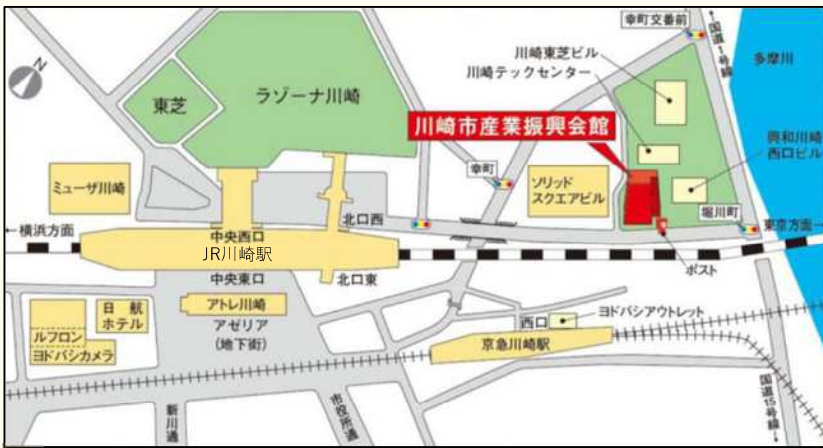 N
東芝
ラゾーナ川崎
幸町交番前
↑
国道1号線
↓
多摩川
川崎東芝ビル
川崎テックセンター
川崎市産業振興会館
興和川崎
西口ビル
幸町
ミューザ川崎
ソリッド
スクエアビル
北口西
堀川町
←横浜方面
東京方面→
中央西口
JR川崎駅
中央東口
北口東
ポスト
日航
ホテル
アトレ川崎
アゼリア
(地下街)
ルフロン
ヨドバシカメラ
西口
ヨドバシアウトレット
京急川崎駅
新川通
市役所通
国道15号線
↓